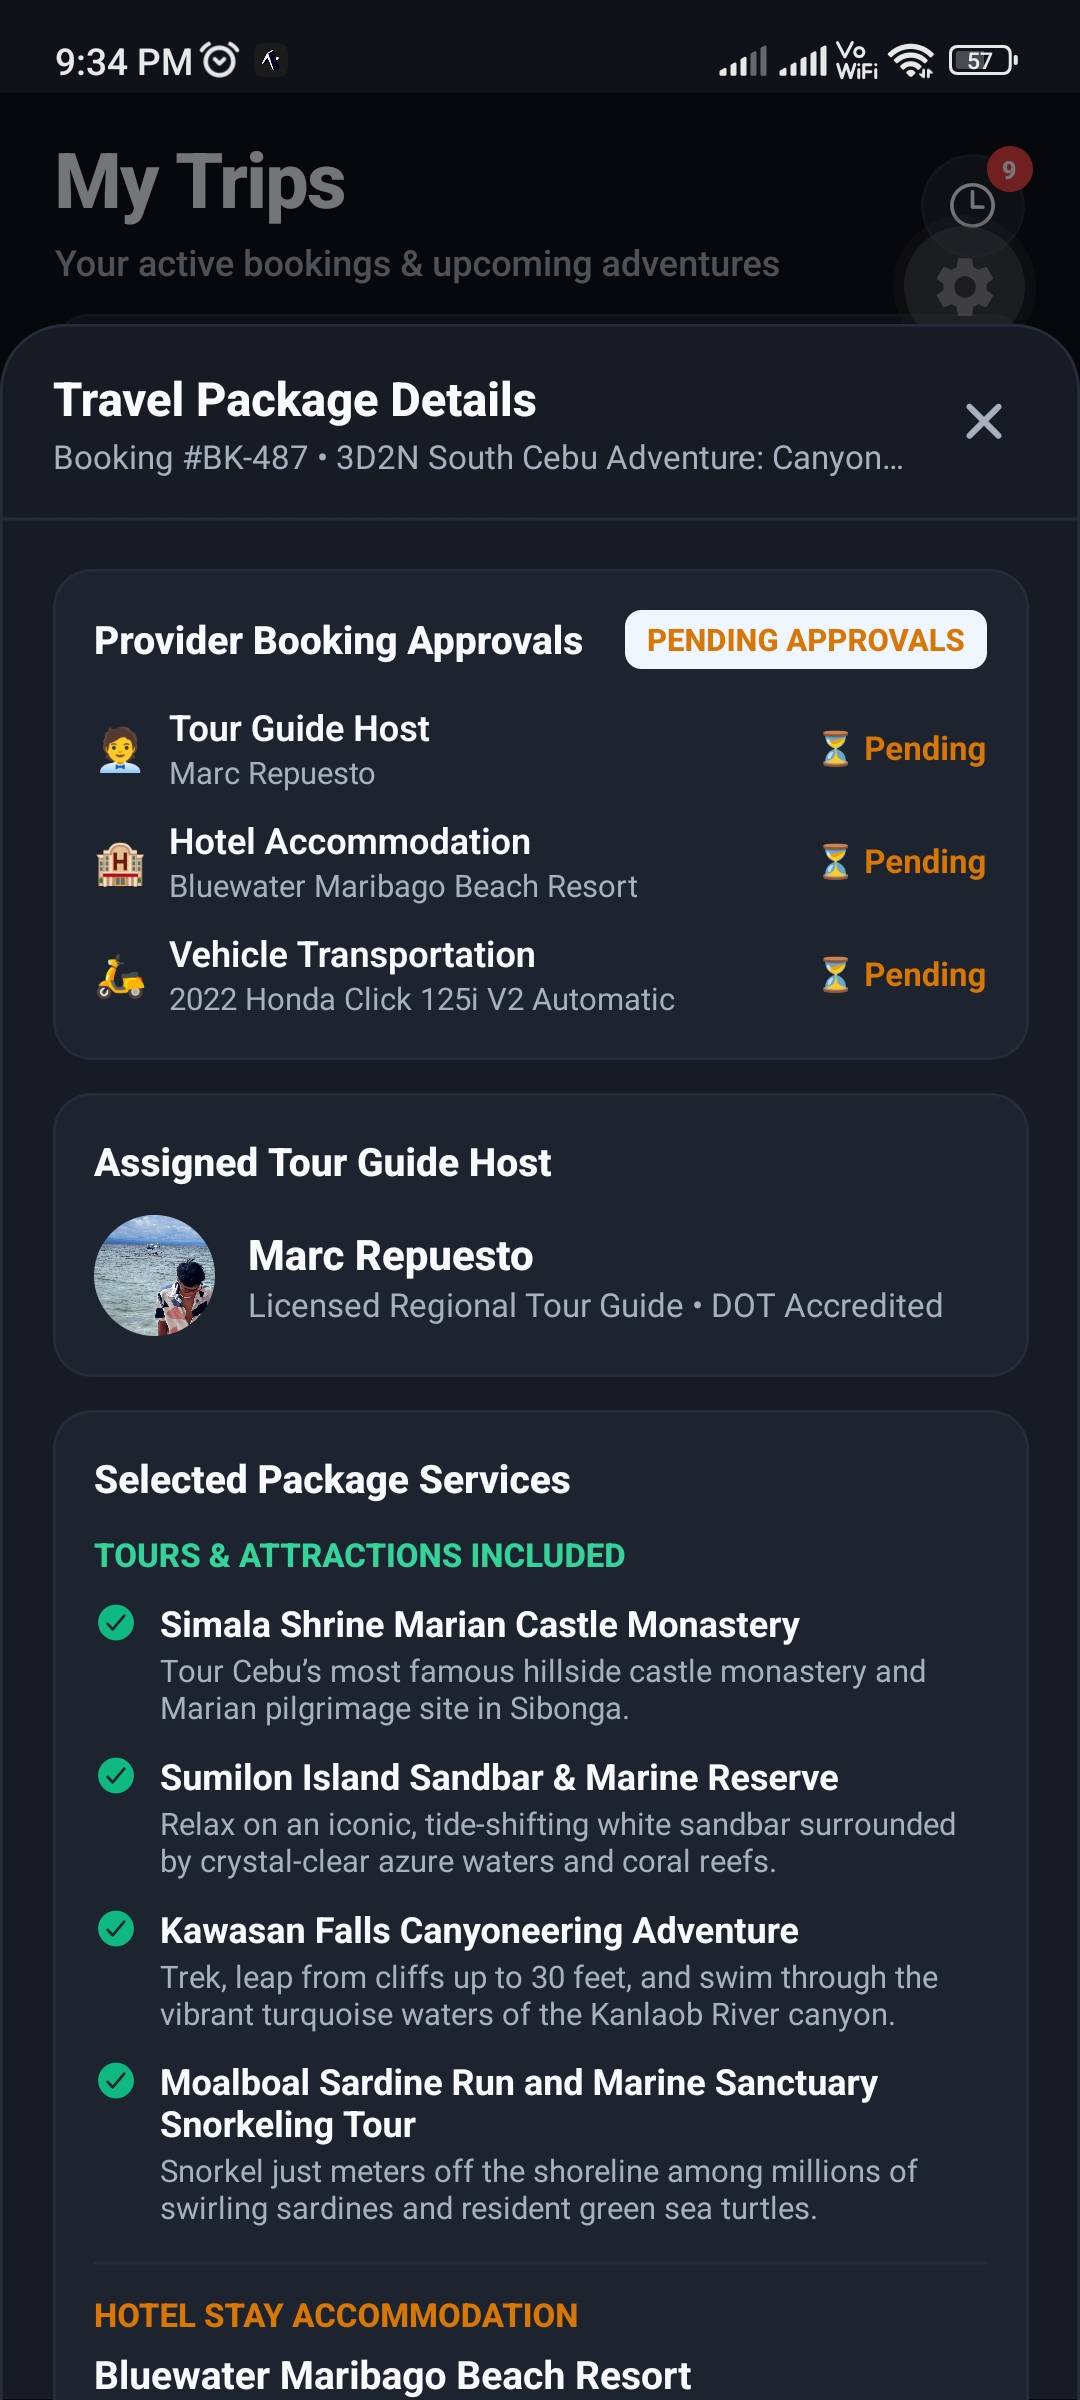 9:34 PM
Vo
WiFi
57
My Trips
9
Your active bookings & upcoming adventures
Travel Package Details
Booking #BK-487 • 3D2N South Cebu Adventure: Canyon...
Provider Booking Approvals
PENDING APPROVALS
Tour Guide Host
Marc Repuesto
⏳ Pending
Hotel Accommodation
Bluewater Maribago Beach Resort
⏳ Pending
Vehicle Transportation
2022 Honda Click 125i V2 Automatic
⏳ Pending
Assigned Tour Guide Host
Marc Repuesto
Licensed Regional Tour Guide • DOT Accredited
Selected Package Services
TOURS & ATTRACTIONS INCLUDED
Simala Shrine Marian Castle Monastery
Tour Cebu’s most famous hillside castle monastery and
Marian pilgrimage site in Sibonga.
Sumilon Island Sandbar & Marine Reserve
Relax on an iconic, tide-shifting white sandbar surrounded
by crystal-clear azure waters and coral reefs.
Kawasan Falls Canyoneering Adventure
Trek, leap from cliffs up to 30 feet, and swim through the
vibrant turquoise waters of the Kanlaob River canyon.
Moalboal Sardine Run and Marine Sanctuary
Snorkeling Tour
Snorkel just meters off the shoreline among millions of
swirling sardines and resident green sea turtles.
HOTEL STAY ACCOMMODATION
Bluewater Maribago Beach Resort